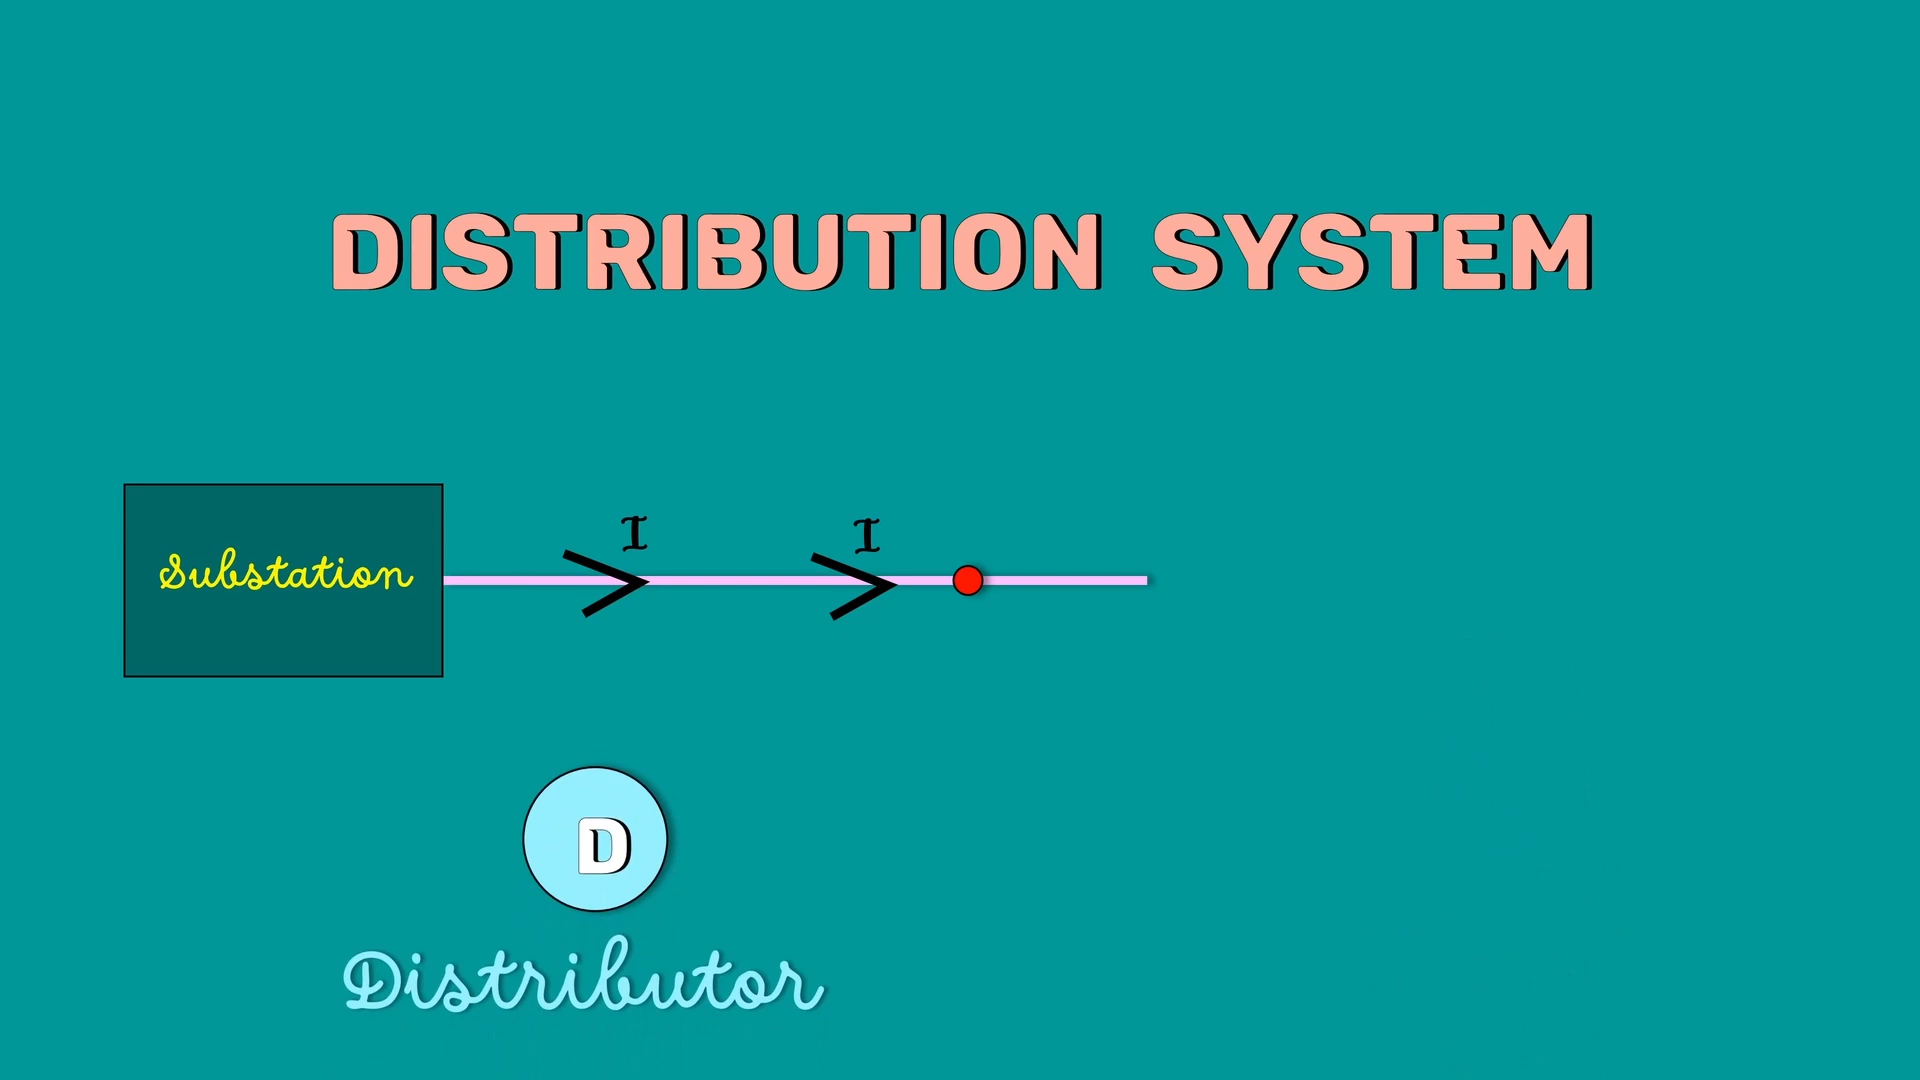 DISTRIBUTION SYSTEM
I I
Substation
D
Distributor